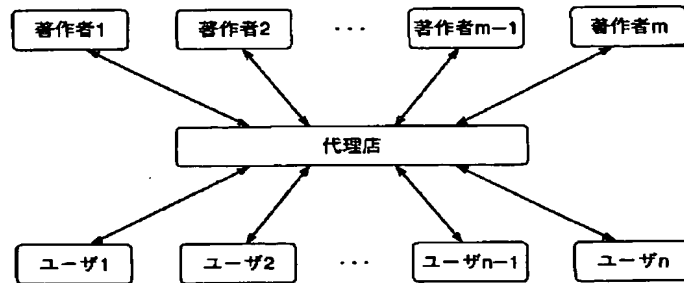 著作者1 著作者2 ··· 著作者m-1 著作者m
代理店
ユーザ1 ユーザ2 ··· ユーザn-1 ユーザn